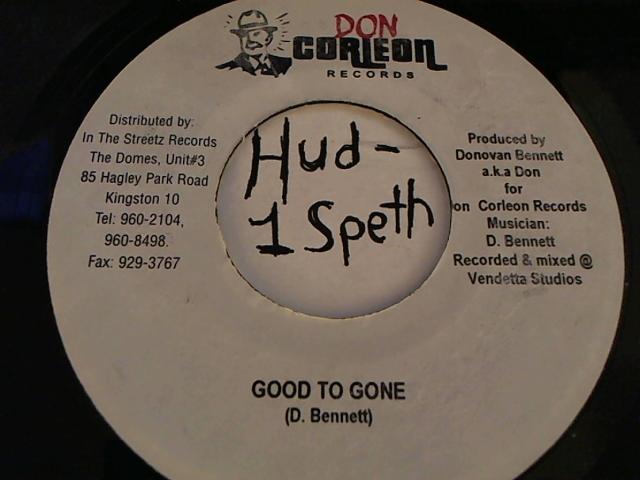 DON
CORLEON
RECORDS
Distributed by:
In The Streetz Records
The Domes, Unit#3
85 Hagley Park Road
Kingston 10
Tel: 960-2104,
960-8498.
Fax: 929-3767
Hud-
1 Speth
Produced by
Donovan Bennett
a.k.a Don
for
on Corleon Records
Musician:
D. Bennett
Recorded & mixed @
Vendetta Studios
GOOD TO GONE
(D. Bennett)